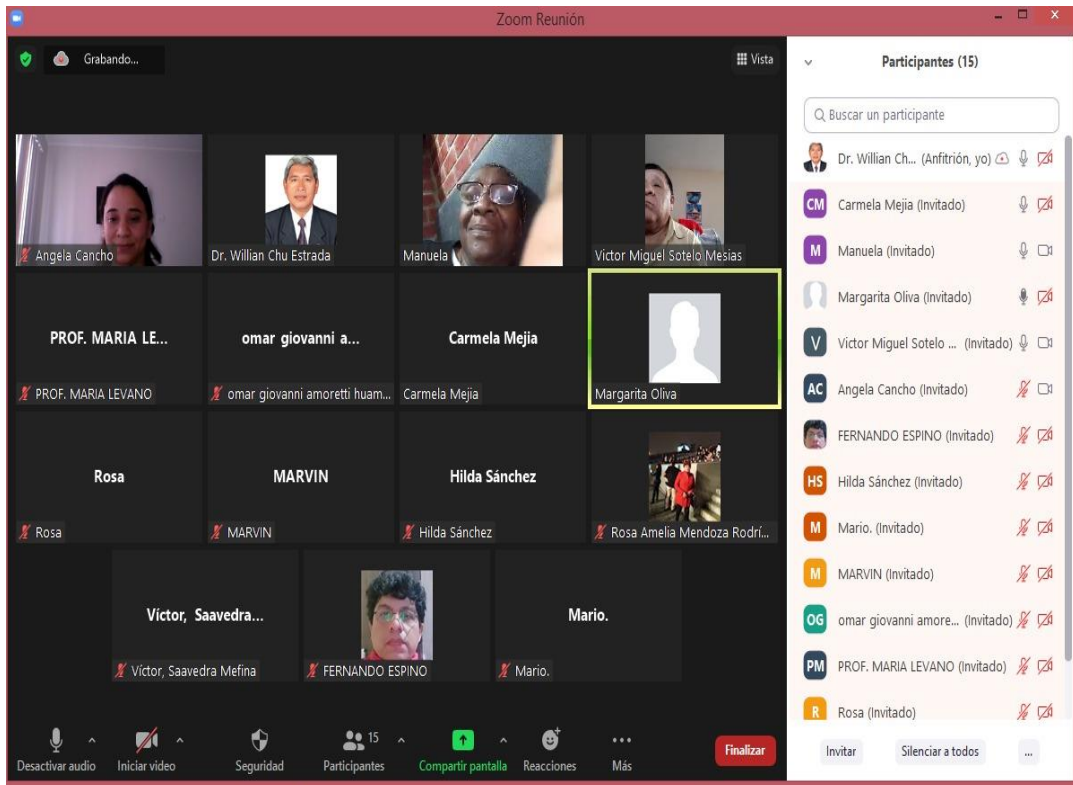 Zoom Reunión
Grabando...
Vista
Angela Cancho
Dr. Willian Chu Estrada
Manuela
Victor Miguel Sotelo Mesias
PROF. MARIA LE...
omar giovanni a...
Carmela Mejia
PROF. MARIA LEVANO
omar giovanni amoretti huam...
Carmela Mejia
Margarita Oliva
Rosa
MARVIN
Hilda Sánchez
Rosa
MARVIN
Hilda Sánchez
Rosa Amelia Mendoza Rodrí...
Víctor, Saavedra...
Mario.
Víctor, Saavedra Mefina
FERNANDO ESPINO
Mario.
Desactivar audio
Iniciar video
Seguridad
15
Participantes
Compartir pantalla
Reacciones
Más
Finalizar
Participantes (15)
Buscar un participante
Dr. Willian Ch... (Anfitrión, yo)
CM Carmela Mejia (Invitado)
M Manuela (Invitado)
Margarita Oliva (Invitado)
V Victor Miguel Sotelo ... (Invitado)
AC Angela Cancho (Invitado)
FERNANDO ESPINO (Invitado)
HS Hilda Sánchez (Invitado)
M Mario. (Invitado)
M MARVIN (Invitado)
OG omar giovanni amore... (Invitado)
PM PROF. MARIA LEVANO (Invitado)
R Rosa (Invitado)
Invitar
Silenciar a todos
...